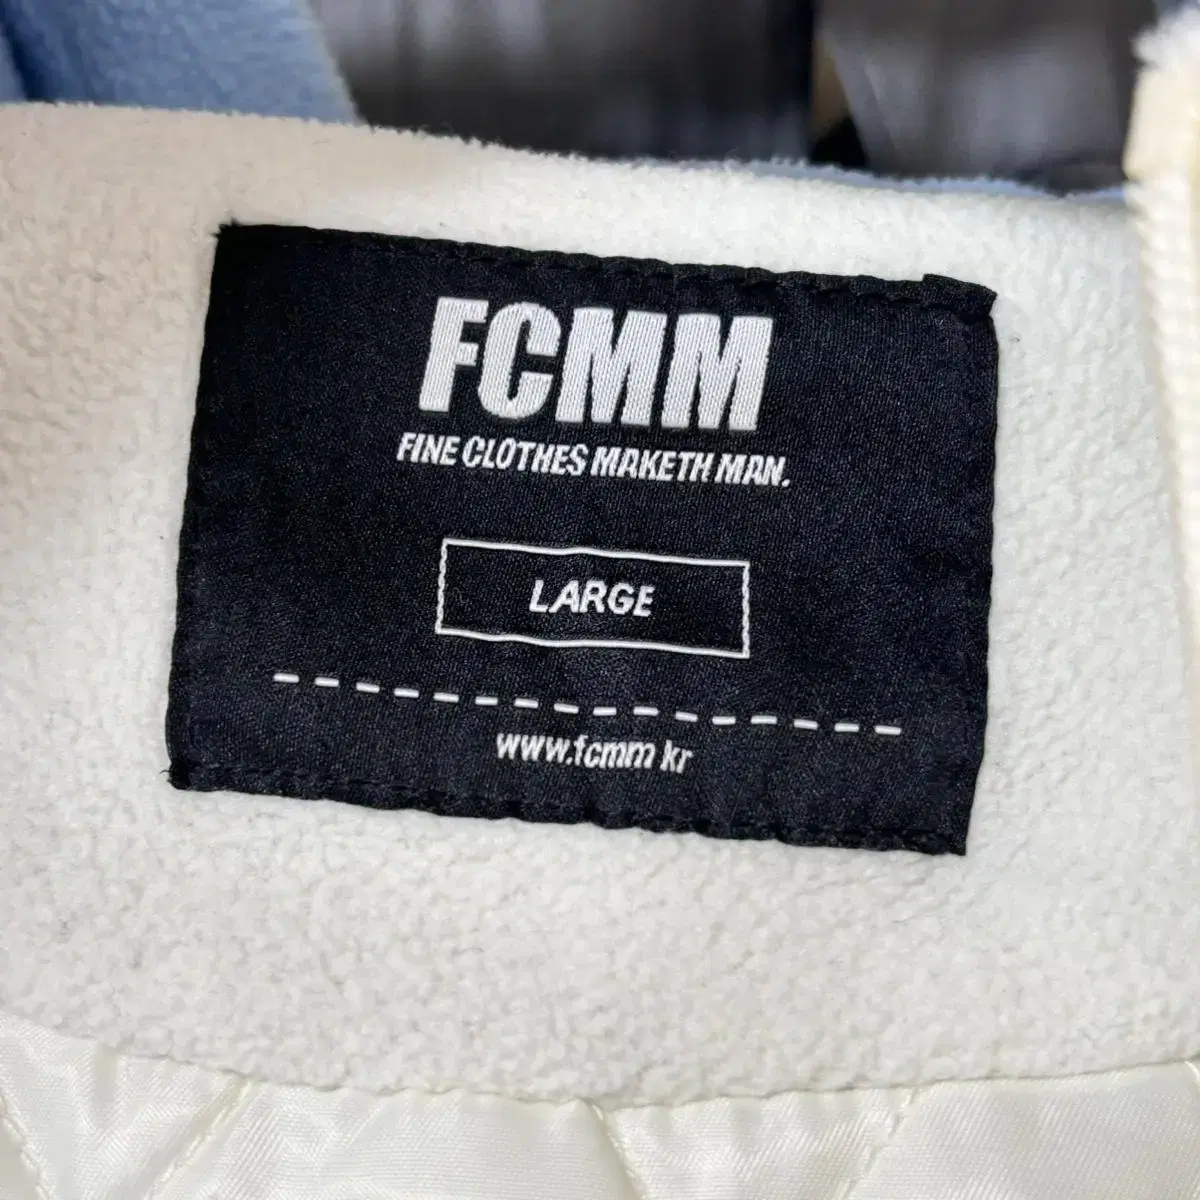 FCMM
FINE CLOTHES MAKETH MAN.
LARGE
www.fcmm kr